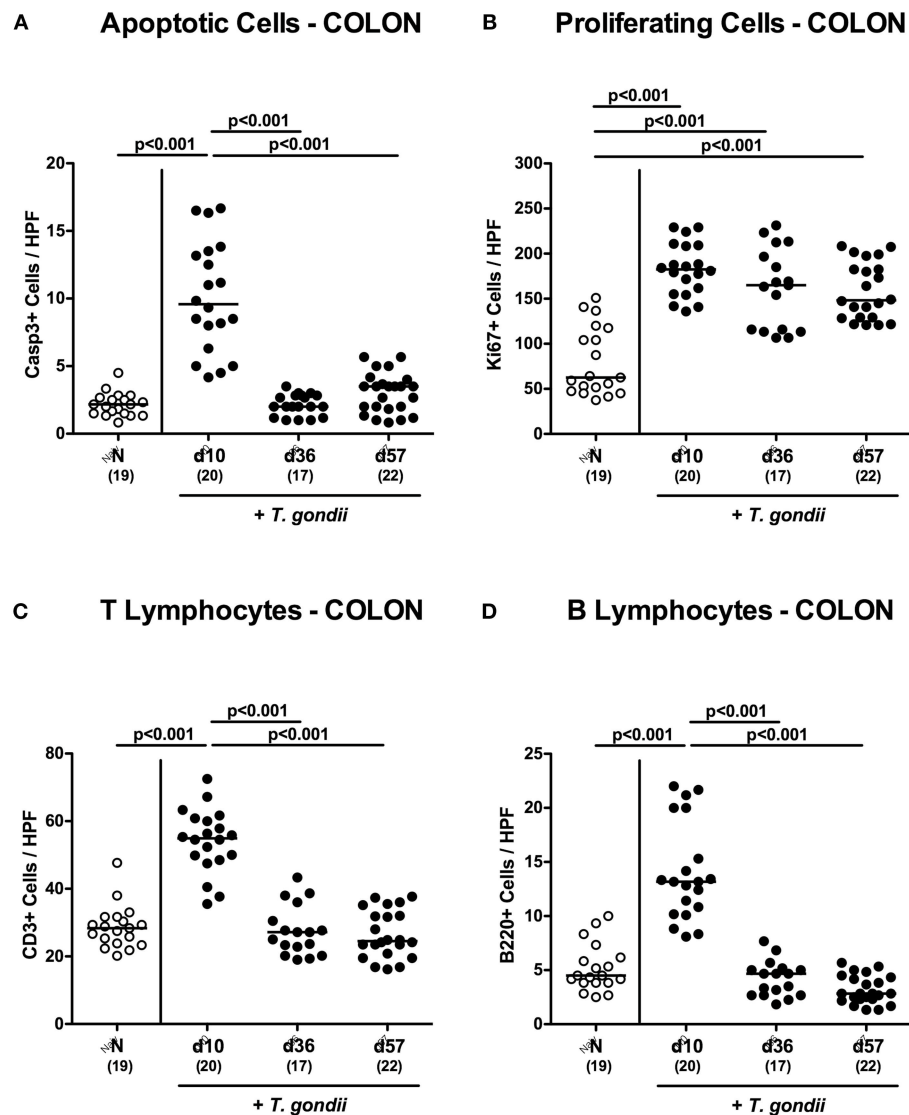 A Apoptotic Cells - COLON
p<0.001
p<0.001
p<0.001
Casp3+ Cells / HPF
20
15
10
5
0
N d10 d36 d57
(19) (20) (17) (22)
+ T. gondii
B Proliferating Cells - COLON
p<0.001
p<0.001
p<0.001
Ki67+ Cells / HPF
300
250
200
150
100
50
0
N d10 d36 d57
(19) (20) (17) (22)
+ T. gondii
C T Lymphocytes - COLON
p<0.001
p<0.001
p<0.001
CD3+ Cells / HPF
80
60
40
20
0
N d10 d36 d57
(19) (20) (17) (22)
+ T. gondii
D B Lymphocytes - COLON
p<0.001
p<0.001
p<0.001
B220+ Cells / HPF
25
20
15
10
5
0
N d10 d36 d57
(19) (20) (17) (22)
+ T. gondii